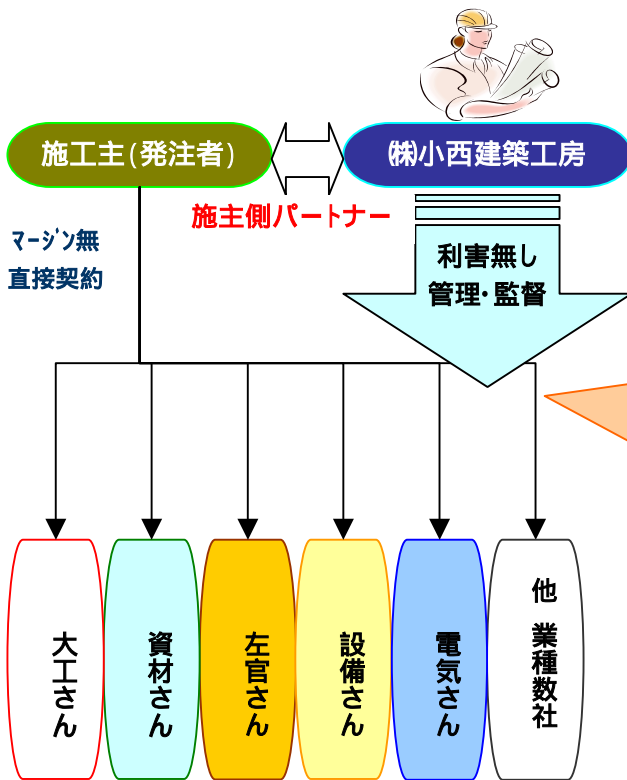 施工主(発注者)
㈱小西建築工房
施主側パートナー
マージン無
直接契約
利害無し
管理・監督
大工さん
資材さん
左官さん
設備さん
電気さん
他 業種数社